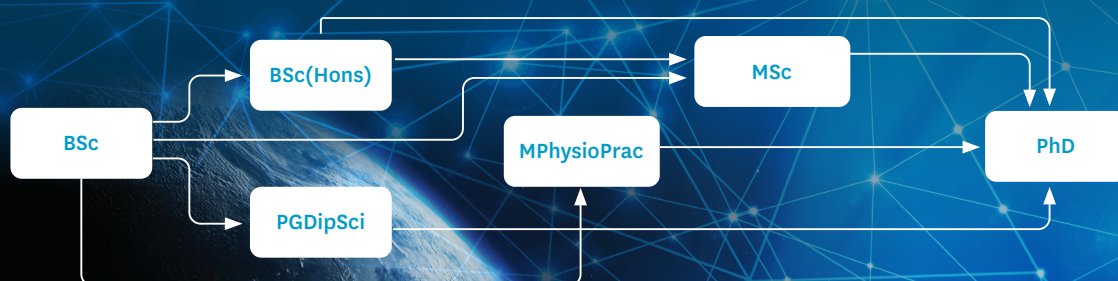 BSc
BSc(Hons)
PGDipSci
MPhysioPrac
MSc
PhD